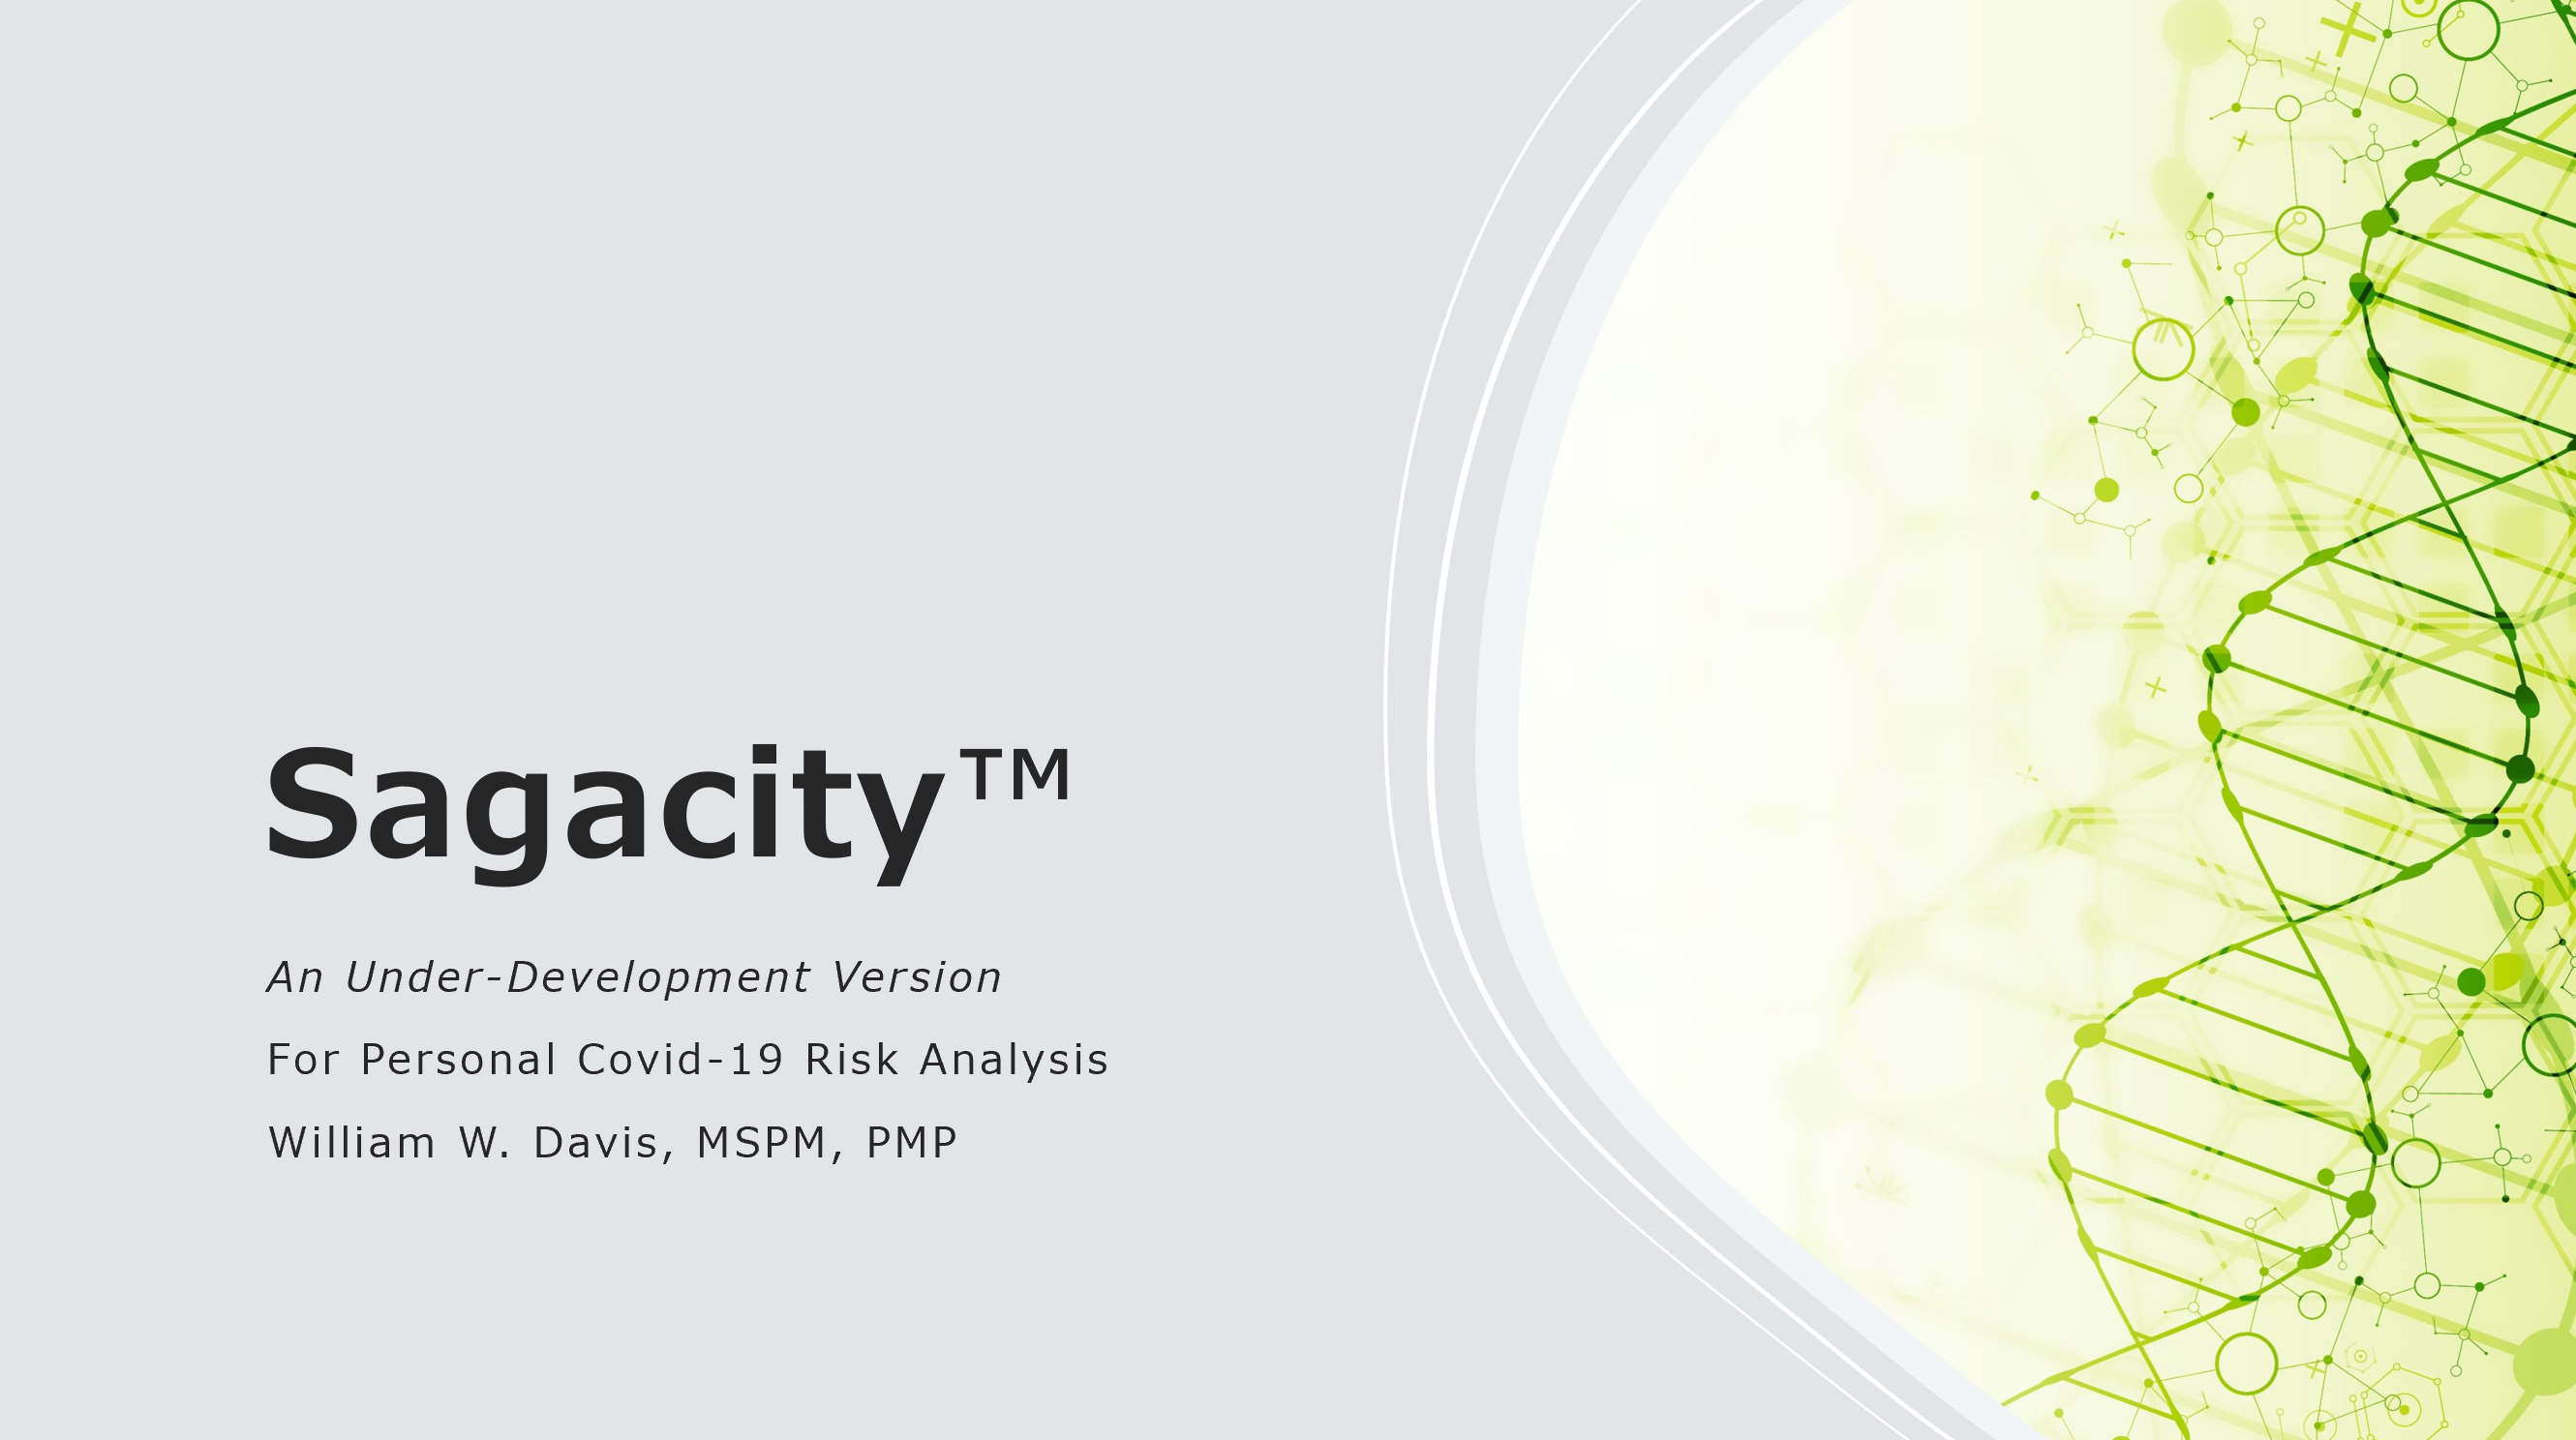 Sagacity™
An Under-Development Version
For Personal Covid-19 Risk Analysis
William W. Davis, MSPM, PMP